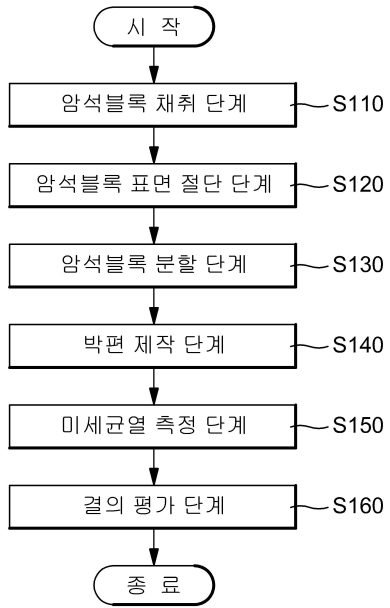 시 작
암석블록 채취 단계 S110
암석블록 표면 절단 단계 S120
암석블록 분할 단계 S130
박편 제작 단계 S140
미세균열 측정 단계 S150
결의 평가 단계 S160
종 료